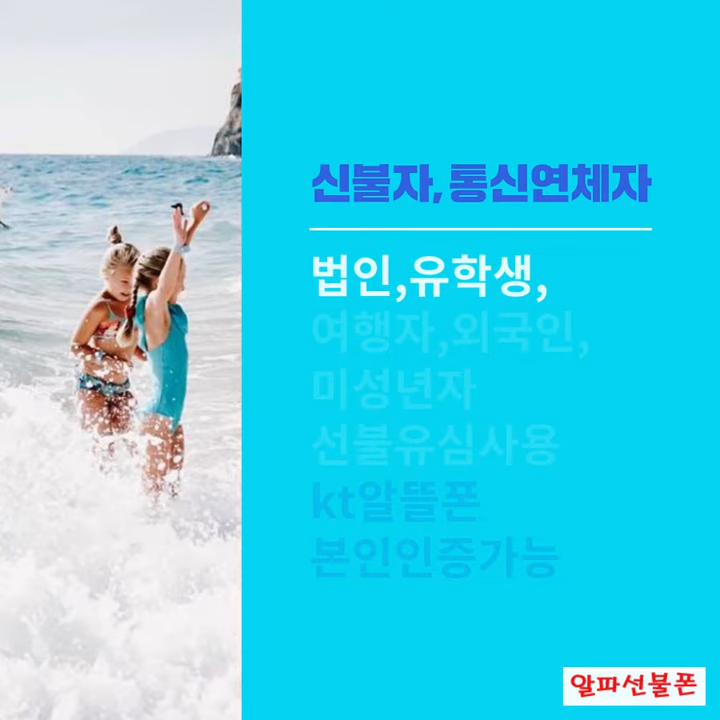 신불자, 통신연체자
법인,유학생,
여행자,외국인,
미성년자
선불유심사용
kt알뜰폰
본인인증가능
알파선불폰